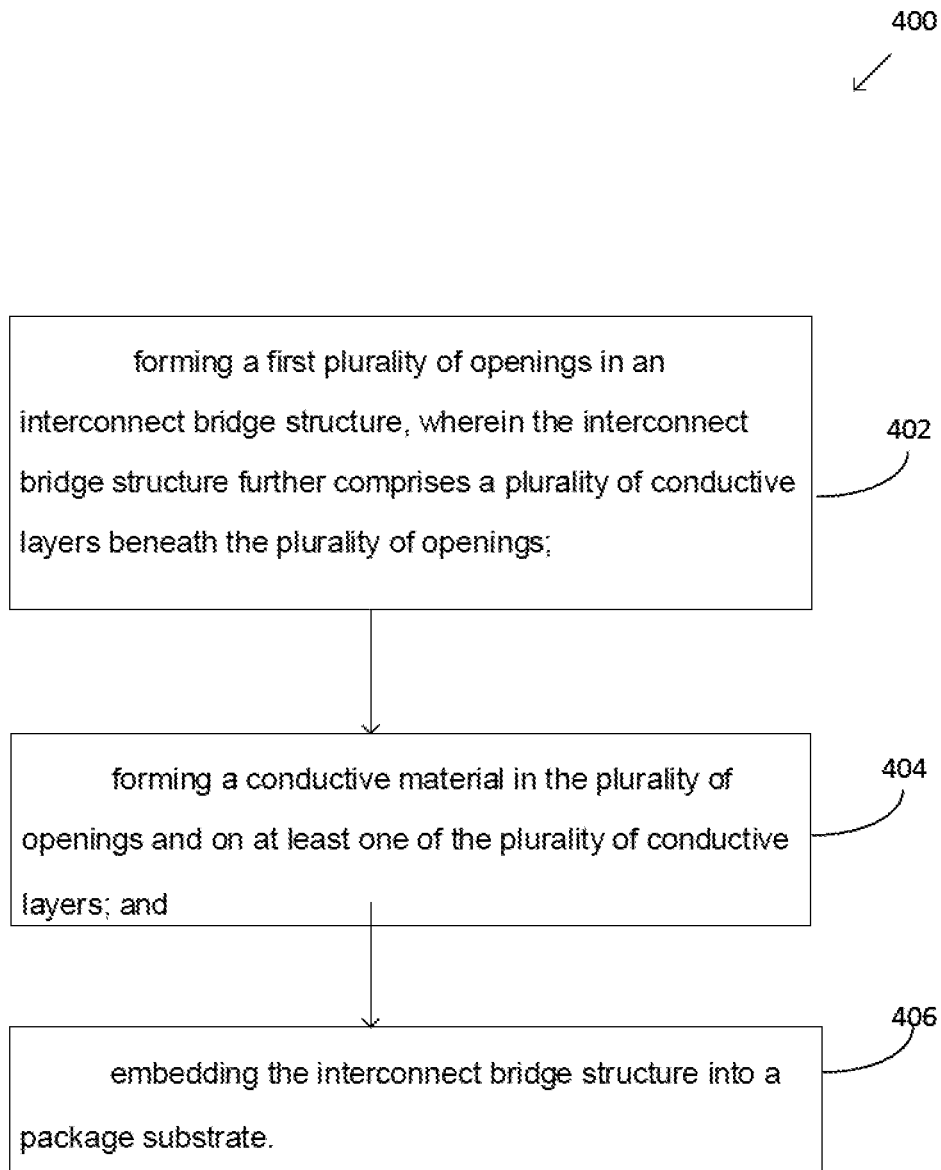 400
forming a first plurality of openings in an
interconnect bridge structure, wherein the interconnect
bridge structure further comprises a plurality of conductive
layers beneath the plurality of openings;
402
forming a conductive material in the plurality of
openings and on at least one of the plurality of conductive
layers; and
404
embedding the interconnect bridge structure into a
package substrate.
406